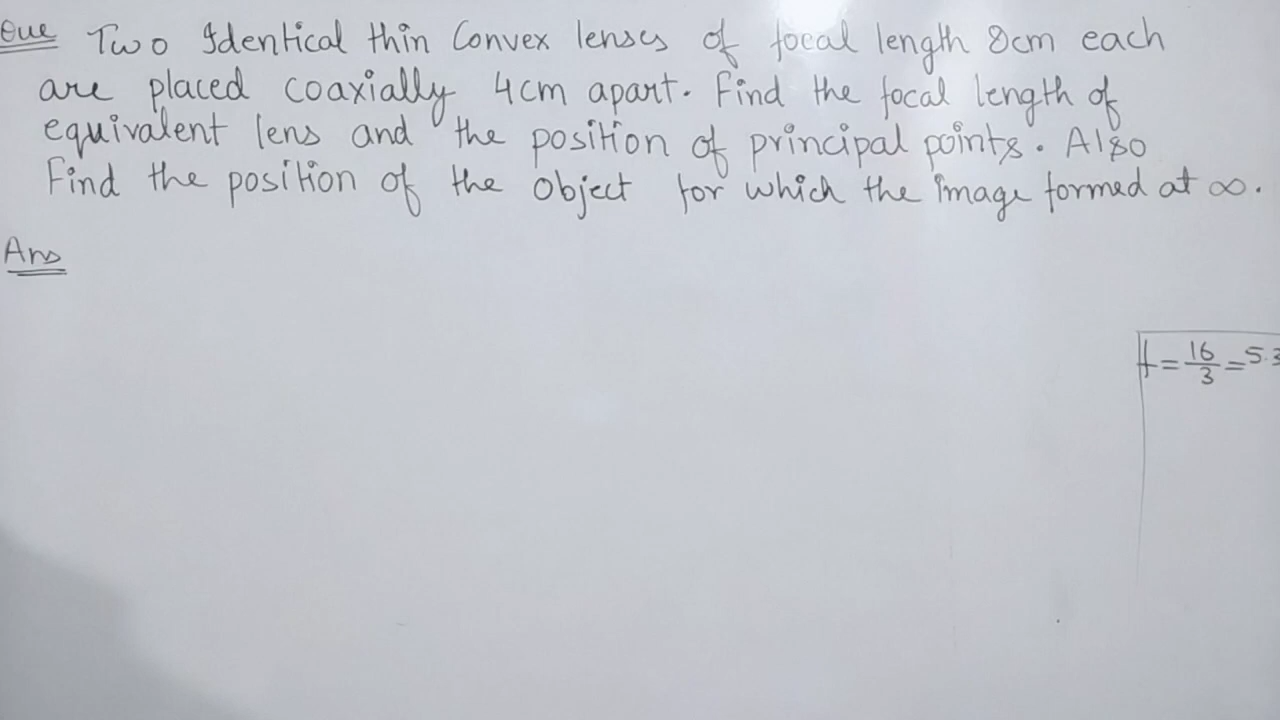 Que Two Identical thin Convex lenses of focal length 8cm each
are placed coaxially 4cm apart. Find the focal length of
equivalent lens and the position of principal points. Also
Find the position of the object for which the image formed at ∞.
Ans
f = 16/3 = 5.3